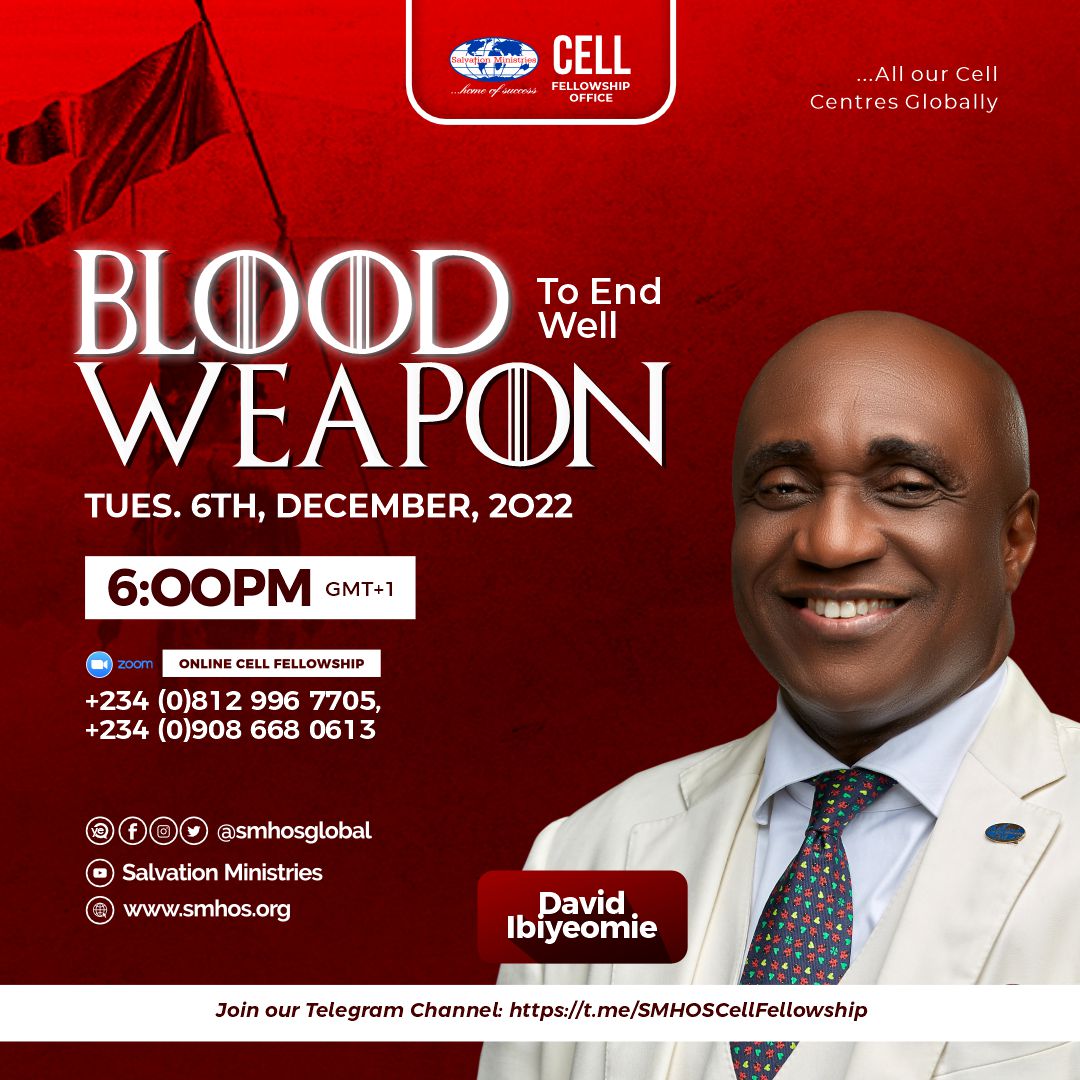 Salvation Ministries
...home of success
CELL
FELLOWSHIP
OFFICE
...All our Cell
Centres Globally
BLOOD
WEAPON
To End
Well
TUES. 6TH, DECEMBER, 2022
6:00PM GMT+1
zoom ONLINE CELL FELLOWSHIP
+234 (0)812 996 7705,
+234 (0)908 668 0613
@smhosglobal
Salvation Ministries
www.smhos.org
David
Ibiyeomie
Join our Telegram Channel: https://t.me/SMHOSCellFellowship